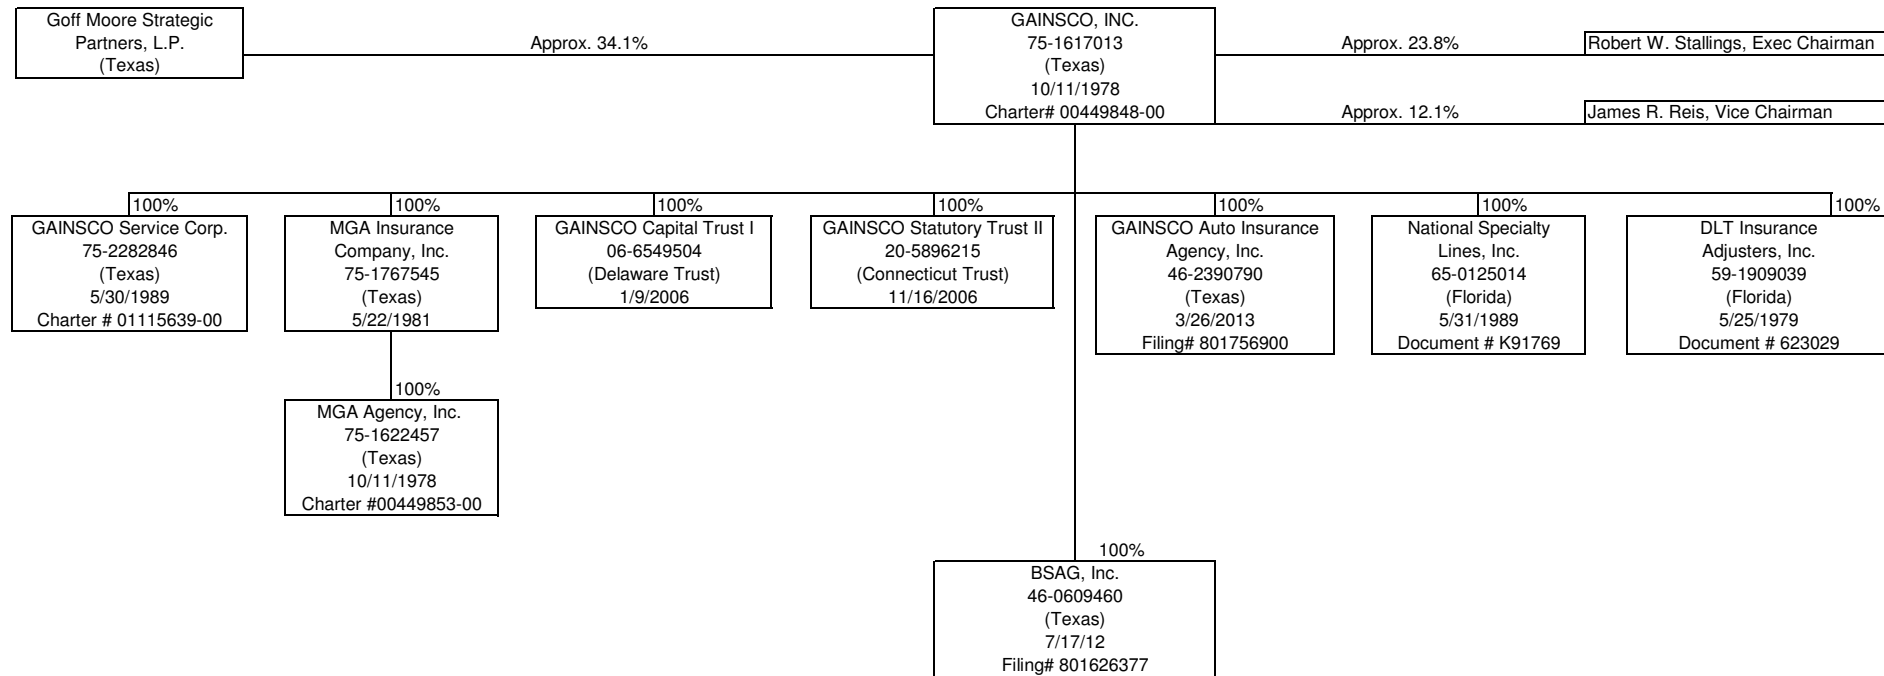 Goff Moore Strategic
Partners, L.P.
(Texas)
Approx. 34.1%
GAINSCO, INC.
75-1617013
(Texas)
10/11/1978
Charter# 00449848-00
Approx. 23.8%
Robert W. Stallings, Exec Chairman
Approx. 12.1%
James R. Reis, Vice Chairman
100%
GAINSCO Service Corp.
75-2282846
(Texas)
5/30/1989
Charter # 01115639-00
100%
MGA Insurance
Company, Inc.
75-1767545
(Texas)
5/22/1981
100%
GAINSCO Capital Trust I
06-6549504
(Delaware Trust)
1/9/2006
100%
GAINSCO Statutory Trust II
20-5896215
(Connecticut Trust)
11/16/2006
100%
GAINSCO Auto Insurance
Agency, Inc.
46-2390790
(Texas)
3/26/2013
Filing# 801756900
100%
National Specialty
Lines, Inc.
65-0125014
(Florida)
5/31/1989
Document # K91769
100%
DLT Insurance
Adjusters, Inc.
59-1909039
(Florida)
5/25/1979
Document # 623029
100%
MGA Agency, Inc.
75-1622457
(Texas)
10/11/1978
Charter #00449853-00
100%
BSAG, Inc.
46-0609460
(Texas)
7/17/12
Filing# 801626377